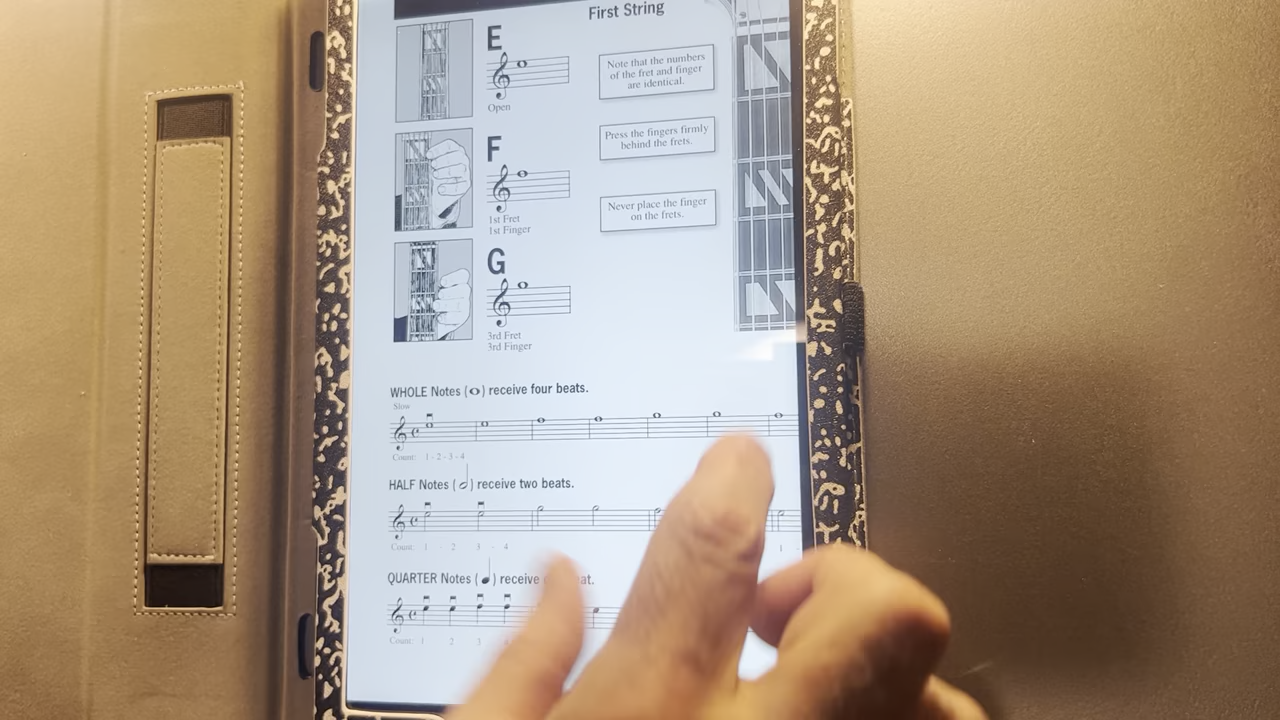 First String
E
Open
Note that the numbers
of the fret and finger
are identical.
F
1st Fret
1st Finger
Press the fingers firmly
behind the frets.
G
3rd Fret
3rd Finger
Never place the finger
on the frets.
WHOLE Notes ( ) receive four beats.
Slow
Count: 1 - 2 - 3 - 4
HALF Notes ( ) receive two beats.
Count: 1 - 2 3 - 4 1
QUARTER Notes ( ) receive
Count: 1 2 3